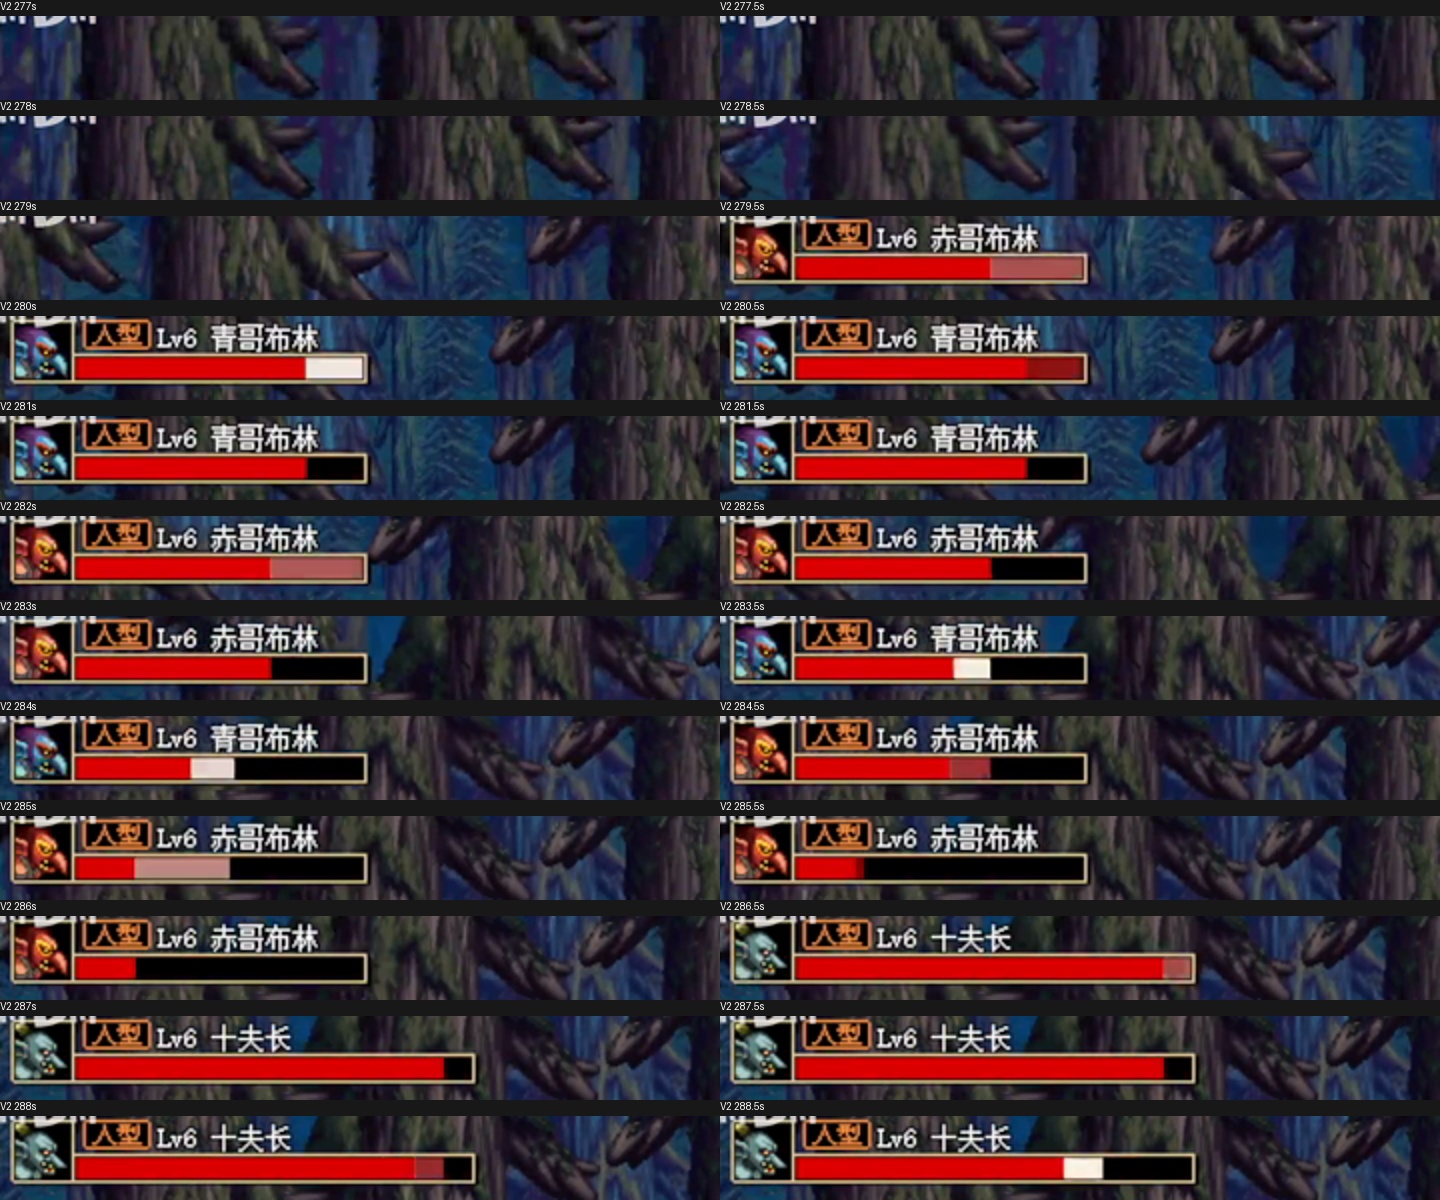 V2 277s
V2 277.5s
V2 278s
V2 278.5s
V2 279s
V2 279.5s
人型 Lv6 赤哥布林
V2 280s
人型 Lv6 青哥布林
V2 280.5s
人型 Lv6 青哥布林
V2 281s
人型 Lv6 青哥布林
V2 281.5s
人型 Lv6 青哥布林
V2 282s
人型 Lv6 赤哥布林
V2 282.5s
人型 Lv6 赤哥布林
V2 283s
人型 Lv6 赤哥布林
V2 283.5s
人型 Lv6 青哥布林
V2 284s
人型 Lv6 青哥布林
V2 284.5s
人型 Lv6 赤哥布林
V2 285s
人型 Lv6 赤哥布林
V2 285.5s
人型 Lv6 赤哥布林
V2 286s
人型 Lv6 赤哥布林
V2 286.5s
人型 Lv6 十夫长
V2 287s
人型 Lv6 十夫长
V2 287.5s
人型 Lv6 十夫长
V2 288s
人型 Lv6 十夫长
V2 288.5s
人型 Lv6 十夫长